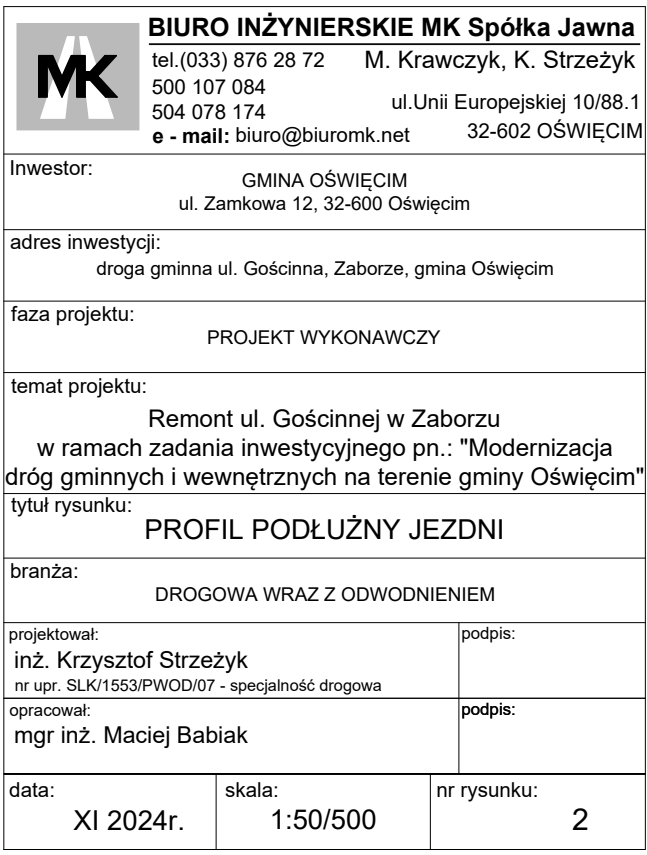 MK
BIURO INŻYNIERSKIE MK Spółka Jawna
tel.(033) 876 28 72
M. Krawczyk, K. Strzeżyk
500 107 084
504 078 174
ul.Unii Europejskiej 10/88.1
e - mail: biuro@biuromk.net
32-602 OŚWIĘCIM
Inwestor:
GMINA OŚWIĘCIM
ul. Zamkowa 12, 32-600 Oświęcim
adres inwestycji:
droga gminna ul. Gościnna, Zaborze, gmina Oświęcim
faza projektu:
PROJEKT WYKONAWCZY
temat projektu:
Remont ul. Gościnnej w Zaborzu
w ramach zadania inwestycyjnego pn.: "Modernizacja
dróg gminnych i wewnętrznych na terenie gminy Oświęcim"
tytuł rysunku:
PROFIL PODŁUŻNY JEZDNI
branża:
DROGOWA WRAZ Z ODWODNIENIEM
projektował:
inż. Krzysztof Strzeżyk
nr upr. SLK/1553/PWOD/07 - specjalność drogowa
podpis:
opracował:
mgr inż. Maciej Babiak
podpis:
data:
XI 2024r.
skala:
1:50/500
nr rysunku:
2